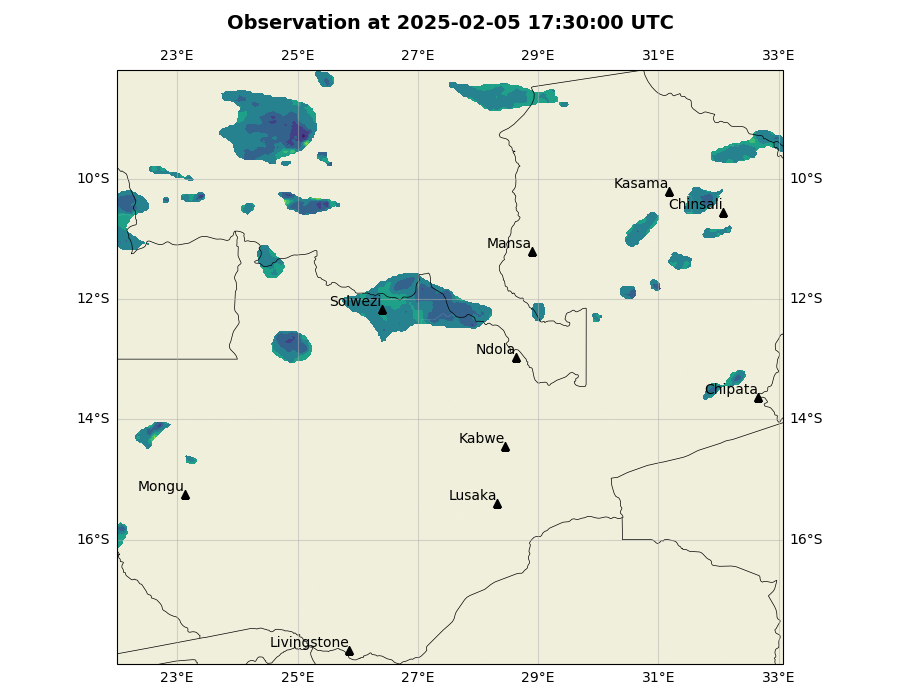 Observation at 2025-02-05 17:30:00 UTC
23°E 25°E 27°E 29°E 31°E 33°E
10°S 10°S
Kasama
Chinsali
Mansa
12°S 12°S
Solwezi
Ndola
Chipata
14°S 14°S
Kabwe
Mongu
Lusaka
16°S 16°S
Livingstone
23°E 25°E 27°E 29°E 31°E 33°E